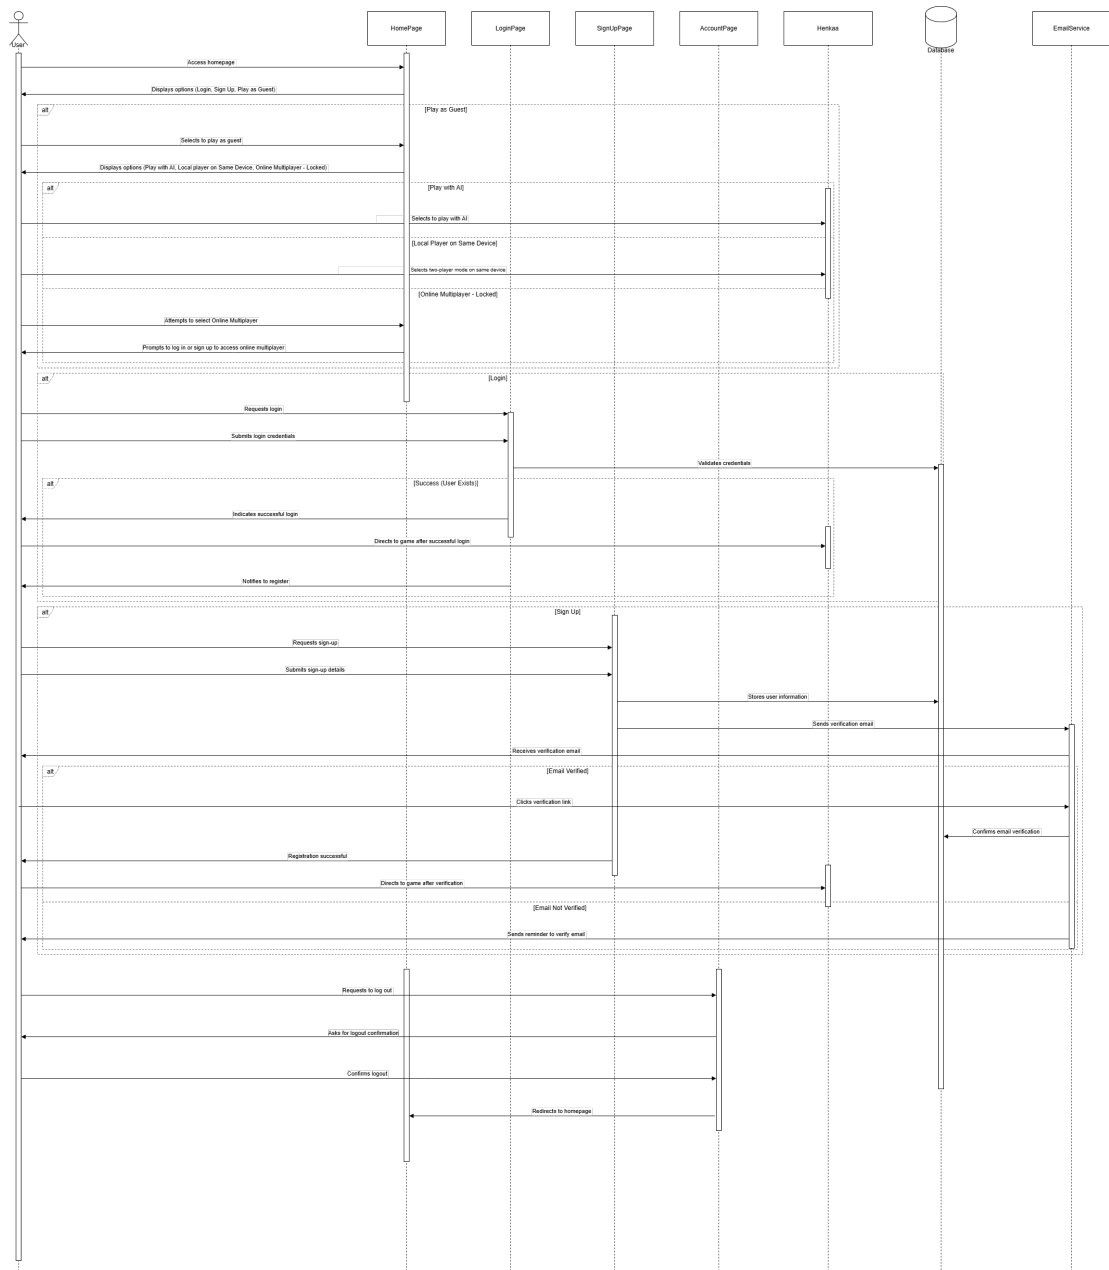 User
HomePage
LoginPage
SignUpPage
AccountPage
Henkaa
Database
EmailService
Access homepage
Displays options (Login, Sign Up, Play as Guest)
alt
[Play as Guest]
Selects to play as guest
Displays options (Play with AI, Local player on Same Device, Online Multiplayer - Locked)
alt
[Play with AI]
Selects to play with AI
[Local Player on Same Device]
Selects two-player mode on same device
[Online Multiplayer - Locked]
Attempts to select Online Multiplayer
Prompts to log in or sign up to access online multiplayer
alt
[Login]
Requests login
Submits login credentials
Validates credentials
alt
[Success (User Exists)]
Indicates successful login
Directs to game after successful login
Notifies to register
alt
[Sign Up]
Requests sign-up
Submits sign-up details
Stores user information
Sends verification email
Receives verification email
alt
[Email Verified]
Clicks verification link
Confirms email verification
Registration successful
Directs to game after verification
[Email Not Verified]
Sends reminder to verify email
Requests to log out
Asks for logout confirmation
Confirms logout
Redirects to homepage